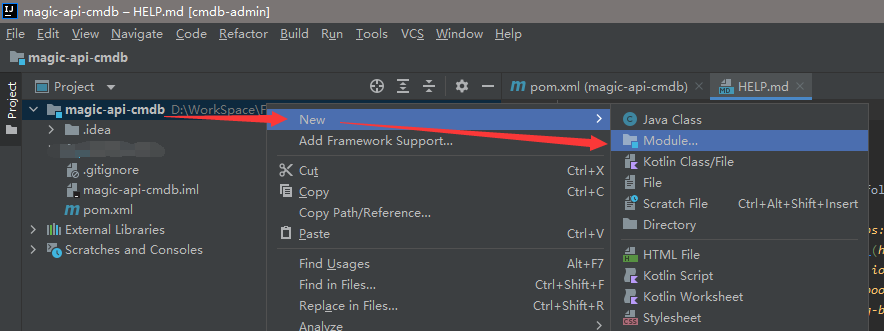 magic-api-cmdb – HELP.md [cmdb-admin]
File Edit View Navigate Code Refactor Build Run Tools VCS Window Help
magic-api-cmdb
Project
Project
pom.xml (magic-api-cmdb)
HELP.md
magic-api-cmdb D:\WorkSpace\F
.idea
.gitignore
magic-api-cmdb.iml
pom.xml
External Libraries
Scratches and Consoles
New
Add Framework Support...
Cut Ctrl+X
Copy Ctrl+C
Copy Path/Reference...
Paste Ctrl+V
Find Usages Alt+F7
Find in Files... Ctrl+Shift+F
Replace in Files... Ctrl+Shift+R
Analyze
Java Class
Module...
Kotlin Class/File
File
Scratch File Ctrl+Alt+Shift+Insert
Directory
HTML File
Kotlin Script
Kotlin Worksheet
Stylesheet